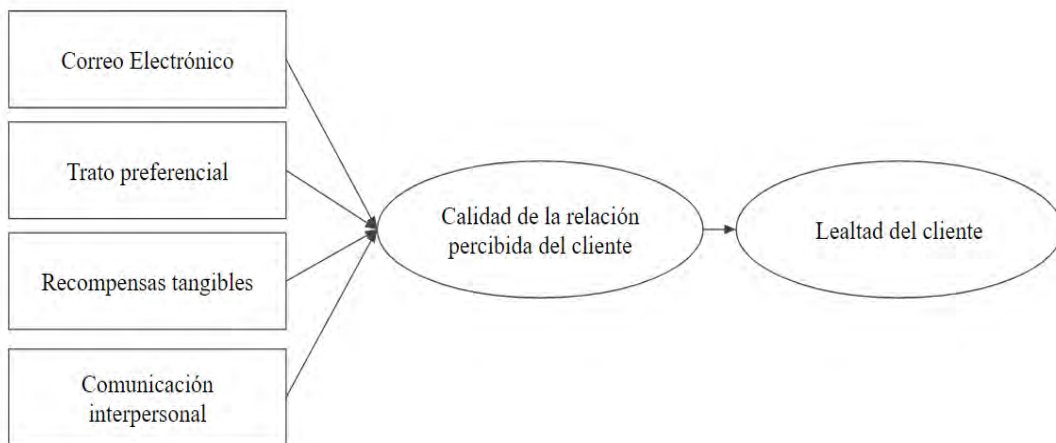 Correo Electrónico
Trato preferencial
Recompensas tangibles
Comunicación
interpersonal
Calidad de la relación
percibida del cliente
Lealtad del cliente